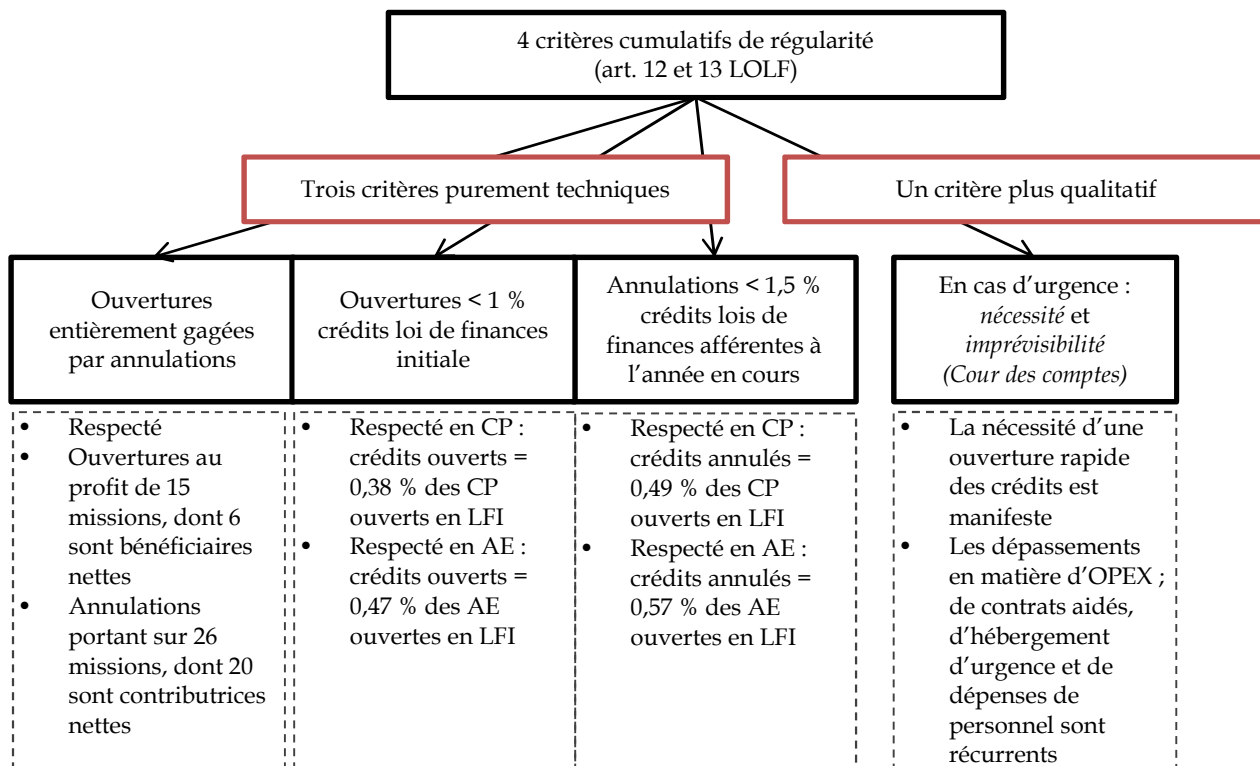 4 critères cumulatifs de régularité
(art. 12 et 13 LOLF)
Trois critères purement techniques
Un critère plus qualitatif
Ouvertures
entièrement gagées
par annulations
Ouvertures < 1 %
crédits loi de finances
initiale
Annulations < 1,5 %
crédits lois de
finances afférentes à
l’année en cours
En cas d’urgence :
nécessité et
imprévisibilité
(Cour des comptes)
• Respecté
• Ouvertures au
profit de 15
missions, dont 6
sont bénéficiaires
nettes
• Annulations
portant sur 26
missions, dont 20
sont contributrices
nettes
• Respecté en CP :
crédits ouverts =
0,38 % des CP
ouverts en LFI
• Respecté en AE :
crédits ouverts =
0,47 % des AE
ouvertes en LFI
• Respecté en CP :
crédits annulés =
0,49 % des CP
ouverts en LFI
• Respecté en AE :
crédits annulés =
0,57 % des AE
ouvertes en LFI
• La nécessité d’une
ouverture rapide
des crédits est
manifeste
• Les dépassements
en matière d’OPEX ;
de contrats aidés,
d’hébergement
d’urgence et de
dépenses de
personnel sont
récurrents